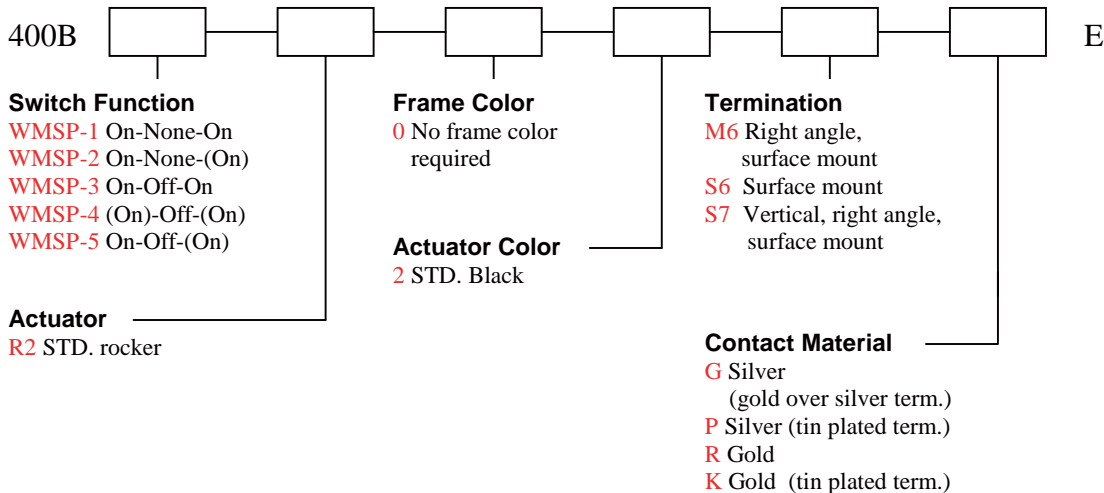 400B E
Switch Function
WMSP-1 On-None-On
WMSP-2 On-None-(On)
WMSP-3 On-Off-On
WMSP-4 (On)-Off-(On)
WMSP-5 On-Off-(On)
Actuator
R2 STD. rocker
Frame Color
0 No frame color
required
Actuator Color
2 STD. Black
Termination
M6 Right angle,
surface mount
S6 Surface mount
S7 Vertical, right angle,
surface mount
Contact Material
G Silver
(gold over silver term.)
P Silver (tin plated term.)
R Gold
K Gold (tin plated term.)